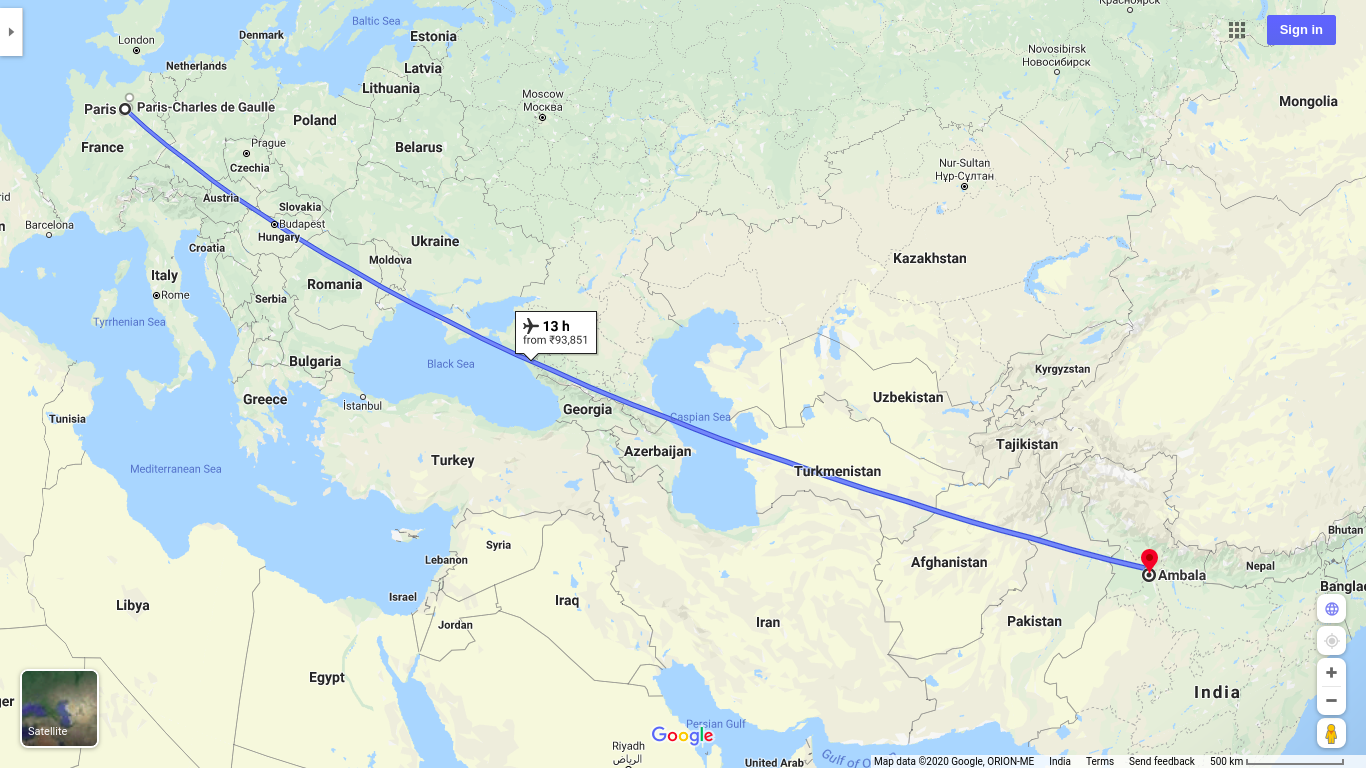 Красноярск
Baltic Sea
Denmark
Estonia
Sign in
London
Новосибирск
Novosibirsk
Новосибирск
Netherlands
Latvia
Lithuania
Moscow
Москва
Mongolia
Paris
Paris-Charles de Gaulle
Poland
France
Prague
Belarus
Czechia
Nur-Sultan
Нұр-Сұлтан
rid
Austria
Slovakia
Barcelona
n
Budapest
Hungary
Croatia
Ukraine
Moldova
Kazakhstan
Italy
Romania
Rome
Serbia
Tyrrhenian Sea
13 h
from ₹93,851
Bulgaria
Black Sea
Kyrgyzstan
Greece
İstanbul
Georgia
Uzbekistan
Tunisia
Caspian Sea
Azerbaijan
Tajikistan
Turkey
Mediterranean Sea
Turkmenistan
Bhutan
Syria
Lebanon
Afghanistan
Nepal
Ambala
Bangla
Israel
Iraq
Libya
Jordan
Iran
Pakistan
Egypt
India
ger
Satellite
Persian Gulf
Google
Riyadh
الرياض
United Arab
Gulf of O
Map data ©2020 Google, ORION-ME India Terms Send feedback 500 km